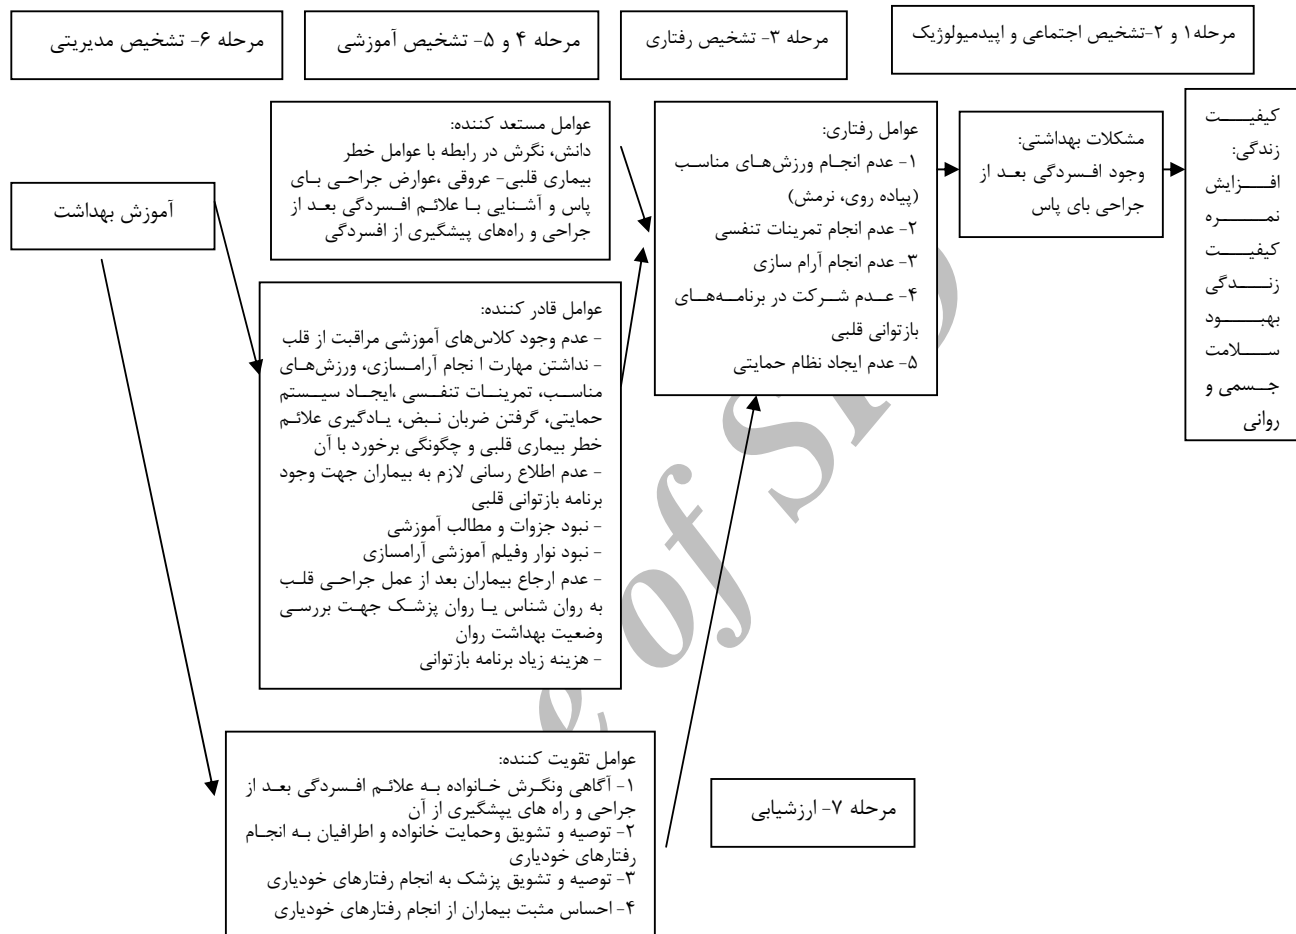 مرحله۱ و ۲-تشخیص اجتماعی و اپیدمیولوژیک
مرحله ۳- تشخیص رفتاری
مرحله ۴ و ۵- تشخیص آموزشی
مرحله ۶- تشخیص مدیریتی
کیفیت
زندگی:
افزایش
نمره
کیفیت
زندگی
بهبود
سلامت
جسمی و
روانی
مشکلات بهداشتی:
وجود افسردگی بعد از
جراحی بای پاس
عوامل رفتاری:
۱- عدم انجام ورزش‌های مناسب
(پیاده روی، نرمش)
۲- عدم انجام تمرینات تنفسی
۳- عدم انجام آرام سازی
۴- عدم شرکت در برنامه‌های
بازتوانی قلبی
۵- عدم ایجاد نظام حمایتی
عوامل مستعد کننده:
دانش، نگرش در رابطه با عوامل خطر
بیماری قلبی- عروقی ،عوارض جراحی بای
پاس و آشنایی با علائم افسردگی بعد از
جراحی و راه‌های پیشگیری از افسردگی
آموزش بهداشت
عوامل قادر کننده:
- عدم وجود کلاس‌های آموزشی مراقبت از قلب
- نداشتن مهارت ا نجام آرامسازی، ورزش‌های
مناسب، تمرینات تنفسی ،ایجاد سیستم
حمایتی، گرفتن ضربان نبض، یادگیری علائم
خطر بیماری قلبی و چگونگی برخورد با آن
- عدم اطلاع رسانی لازم به بیماران جهت وجود
برنامه بازتوانی قلبی
- نبود جزوات و مطالب آموزشی
- نبود نوار وفیلم آموزشی آرامسازی
- عدم ارجاع بیماران بعد از عمل جراحی قلب
به روان شناس یا روان پزشک جهت بررسی
وضعیت بهداشت روان
- هزینه زیاد برنامه بازتوانی
عوامل تقویت کننده:
۱- آگاهی ونگرش خانواده به علائم افسردگی بعد از
جراحی و راه های پیشگیری از آن
۲- توصیه و تشویق وحمایت خانواده و اطرافیان به انجام
رفتارهای خودیاری
۳- توصیه و تشویق پزشک به انجام رفتارهای خودیاری
۴- احساس مثبت بیماران از انجام رفتارهای خودیاری
مرحله ۷- ارزشیابی
e of SID